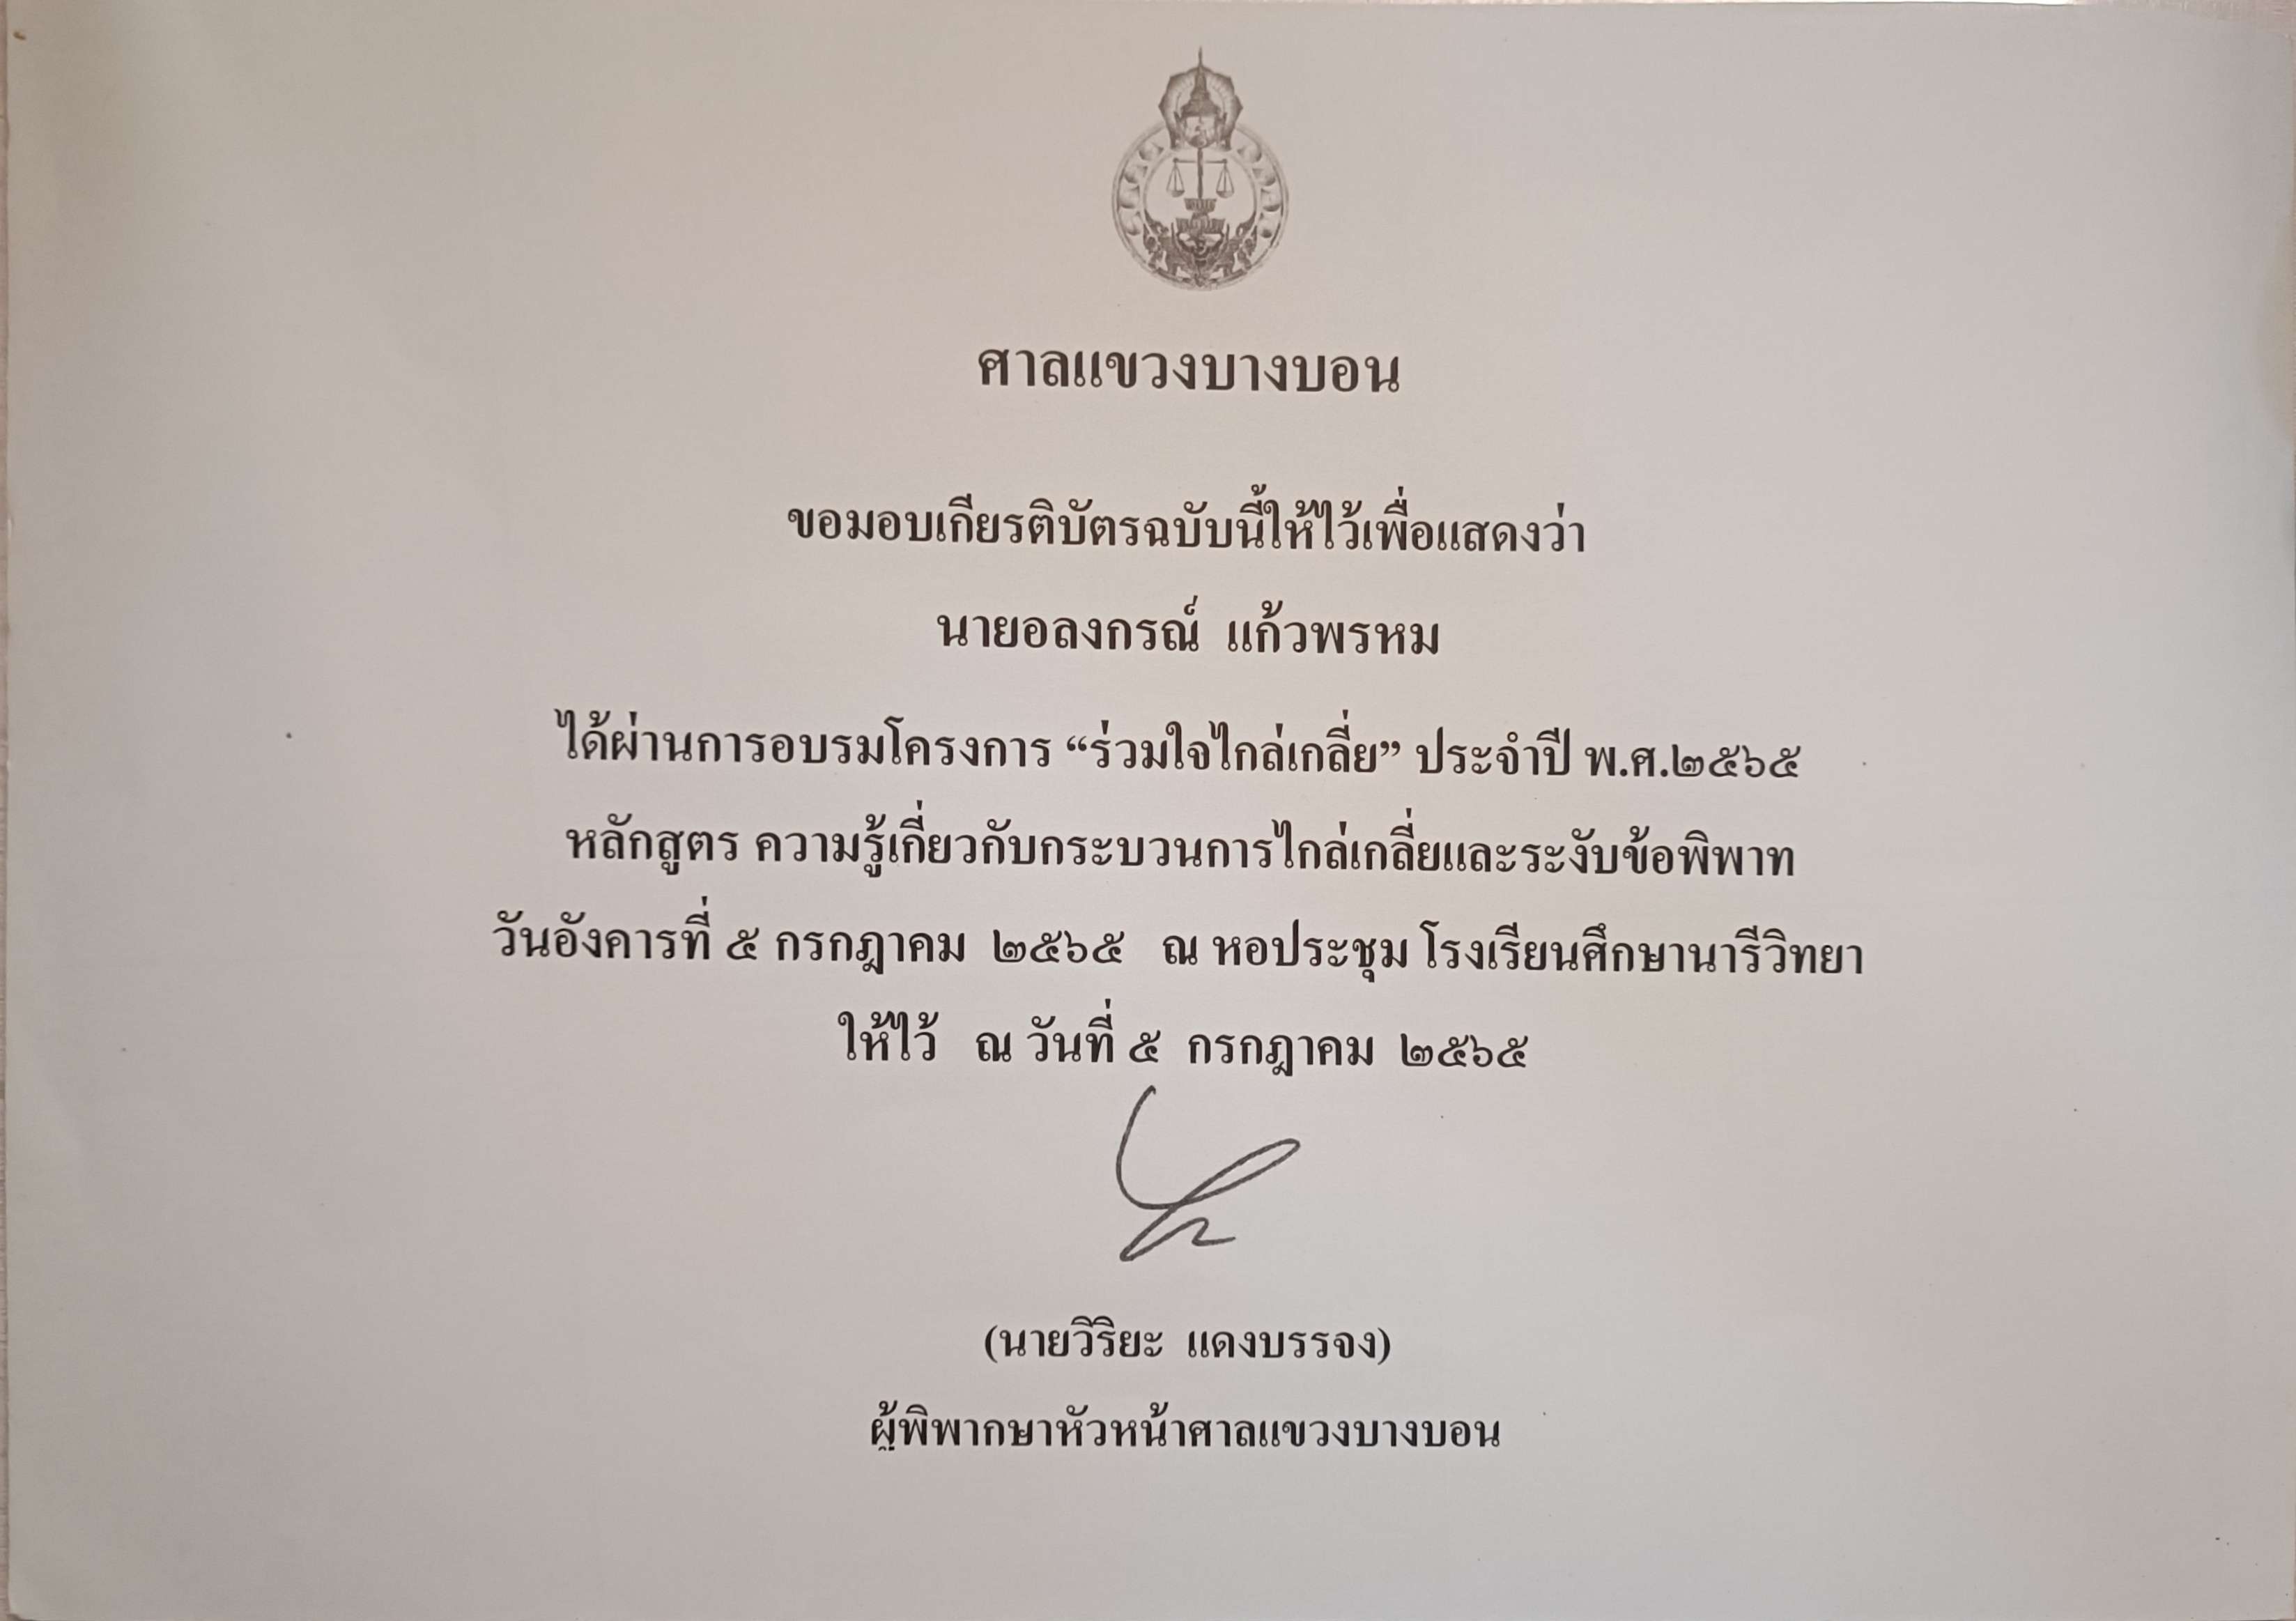 ศาลแขวงบางบอน
ขอมอบเกียรติบัตรฉบับนี้ให้ไว้เพื่อแสดงว่า
นายอลงกรณ์ แก้วพรหม
ได้ผ่านการอบรมโครงการ “ร่วมใจไกล่เกลี่ย” ประจำปี พ.ศ.๒๕๖๕
หลักสูตร ความรู้เกี่ยวกับกระบวนการไกล่เกลี่ยและระงับข้อพิพาท
วันอังคารที่ ๕ กรกฎาคม ๒๕๖๕ ณ หอประชุม โรงเรียนศึกษานารีวิทยา
ให้ไว้ ณ วันที่ ๕ กรกฎาคม ๒๕๖๕
(นายวิริยะ แดงบรรจง)
ผู้พิพากษาหัวหน้าศาลแขวงบางบอน